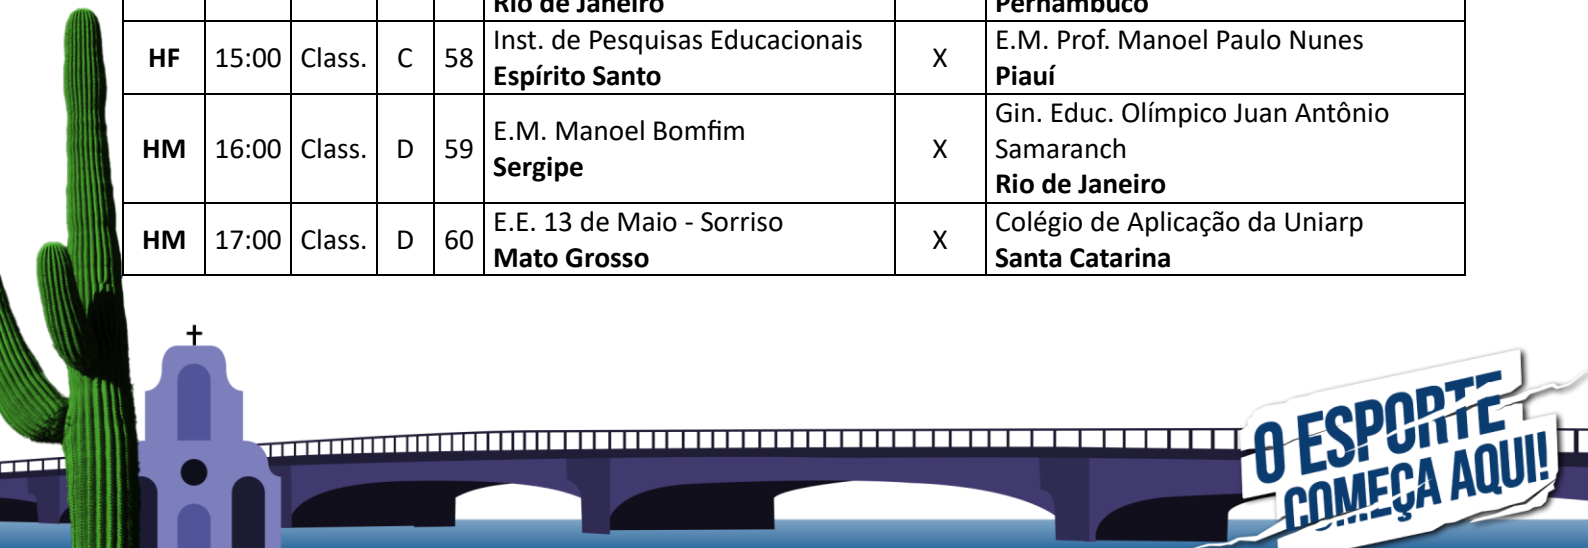 Rio de Janeiro Pernambuco
HF 15:00 Class. C 58 Inst. de Pesquisas Educacionais X E.M. Prof. Manoel Paulo Nunes
Espírito Santo Piauí
HM 16:00 Class. D 59 E.M. Manoel Bomfim X Gin. Educ. Olímpico Juan Antônio
Sergipe Samaranch
Rio de Janeiro
HM 17:00 Class. D 60 E.E. 13 de Maio - Sorriso X Colégio de Aplicação da Uniarp
Mato Grosso Santa Catarina
O ESPORTE
COMEÇA AQUI!